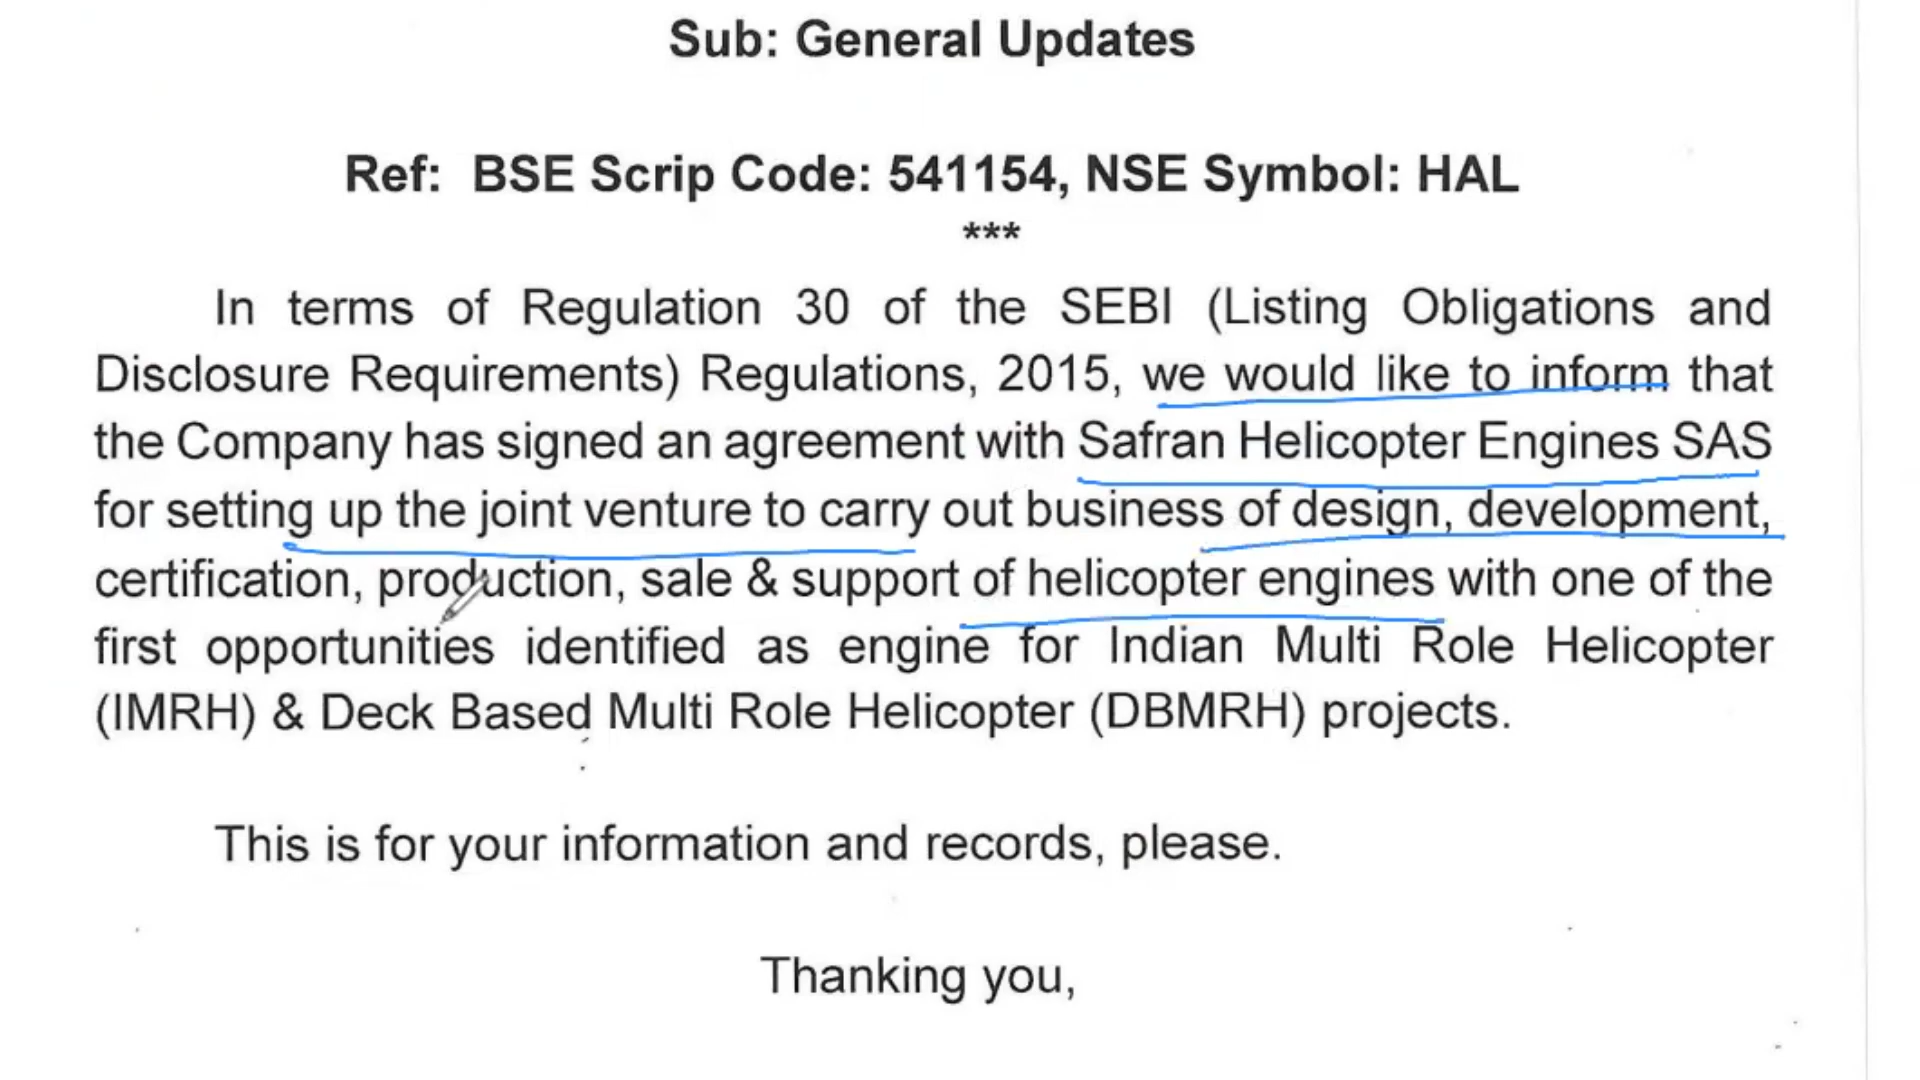 Sub: General Updates
Ref: BSE Scrip Code: 541154, NSE Symbol: HAL
***
In terms of Regulation 30 of the SEBI (Listing Obligations and
Disclosure Requirements) Regulations, 2015, we would like to inform that
the Company has signed an agreement with Safran Helicopter Engines SAS
for setting up the joint venture to carry out business of design, development,
certification, production, sale & support of helicopter engines with one of the
first opportunities identified as engine for Indian Multi Role Helicopter
(IMRH) & Deck Based Multi Role Helicopter (DBMRH) projects.
This is for your information and records, please.
Thanking you,